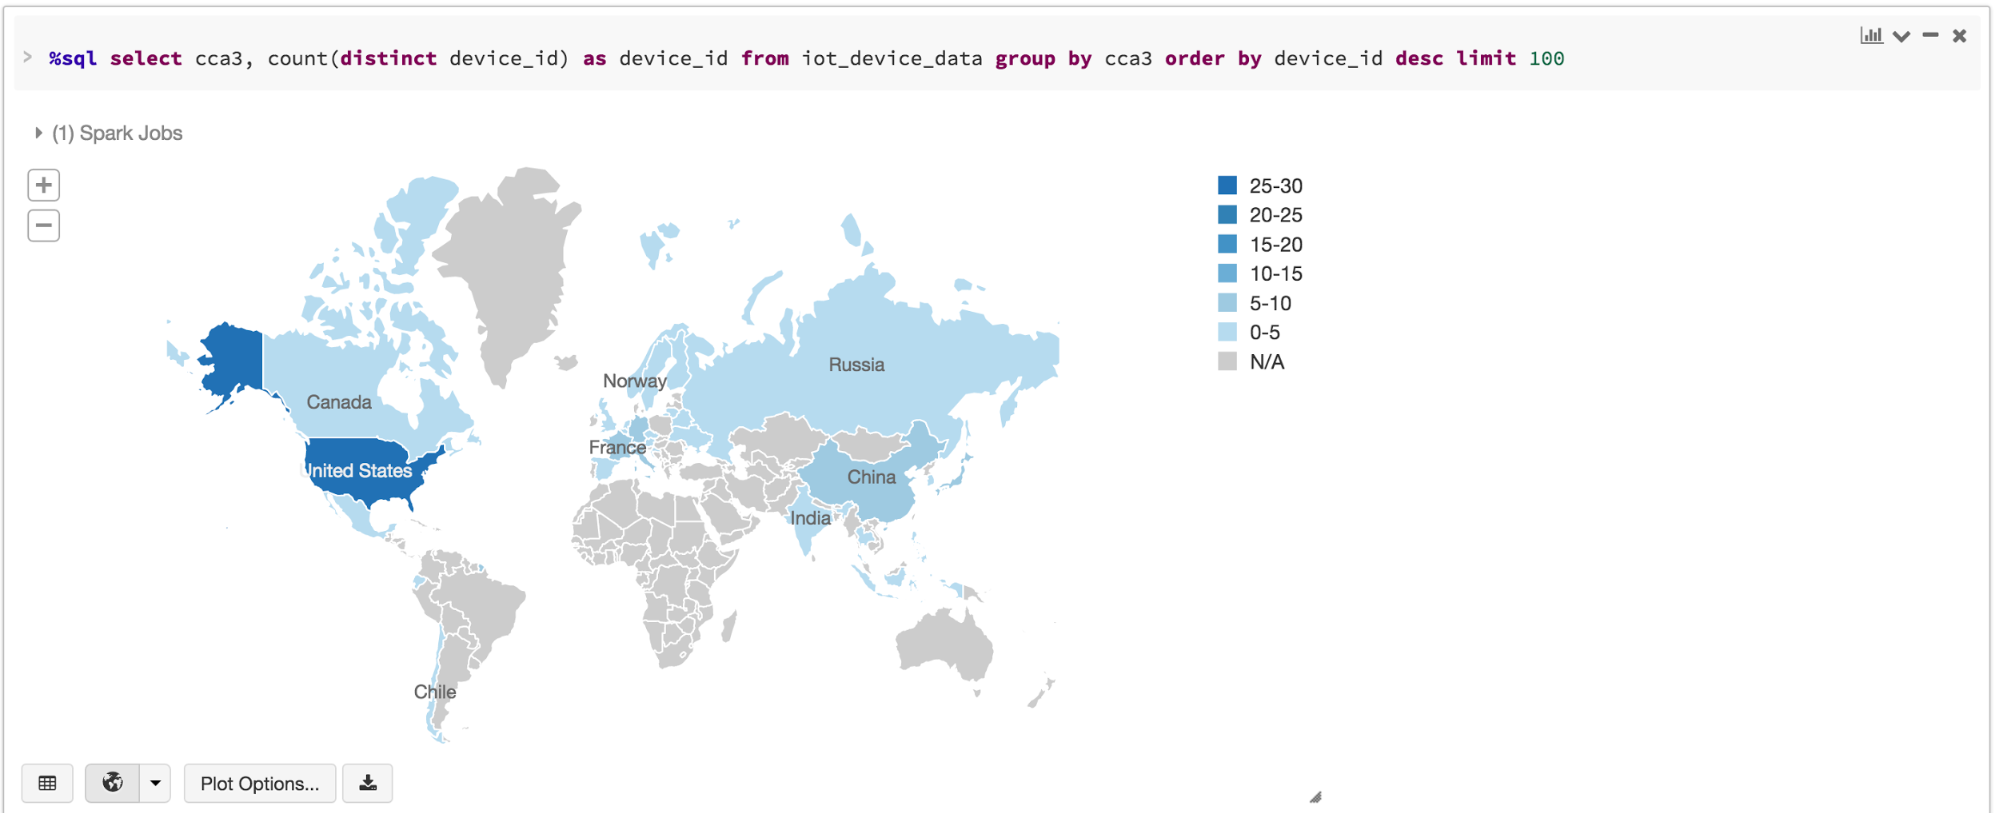 > %sql select cca3, count(distinct device_id) as device_id from iot_device_data group by cca3 order by device_id desc limit 100
(1) Spark Jobs
+
−
25-30
20-25
15-20
10-15
5-10
0-5
N/A
Russia
Norway
Canada
France
United States
China
India
Chile
Plot Options...